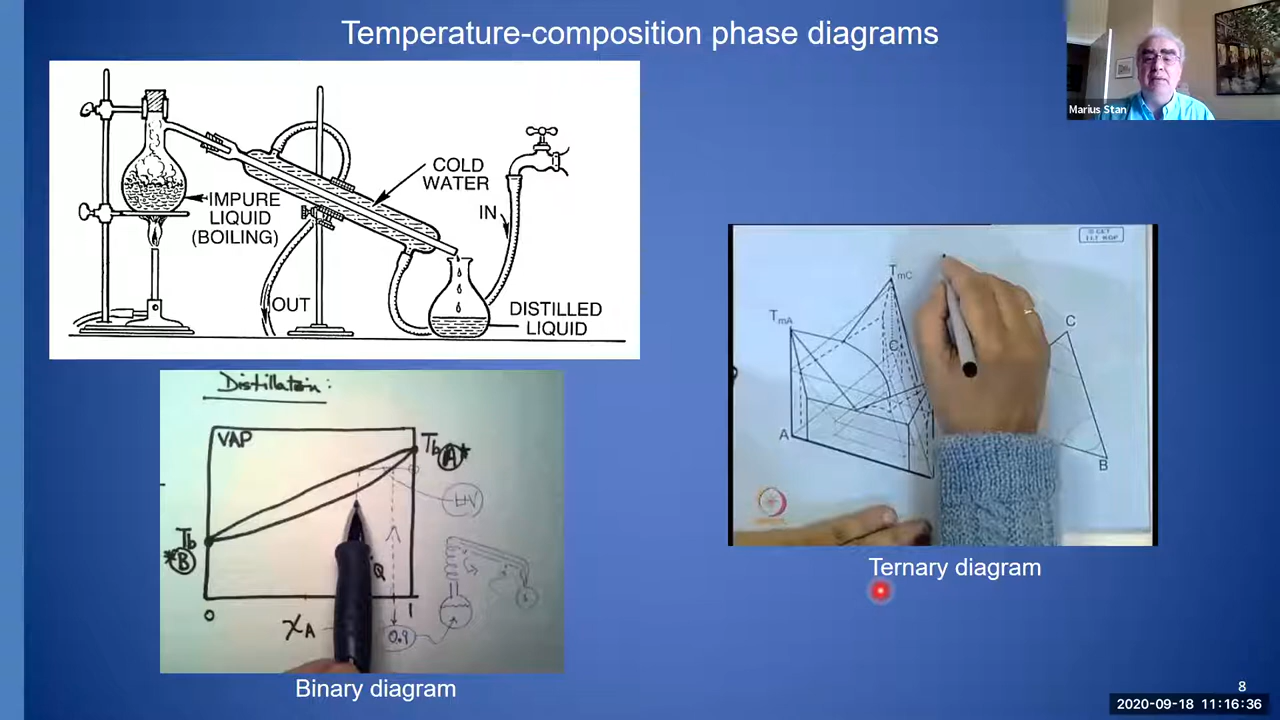 Temperature-composition phase diagrams
Marius Stan
IMPURE
LIQUID
(BOILING)
COLD
WATER
IN
OUT
DISTILLED
LIQUID
Distillation:
VAP
Tb A*
L+V
Tb
*B
Q
0
1
XA
0.9
Binary diagram
TmC
TmA
C
C
A
B
Ternary diagram
8
2020-09-18 11:16:36